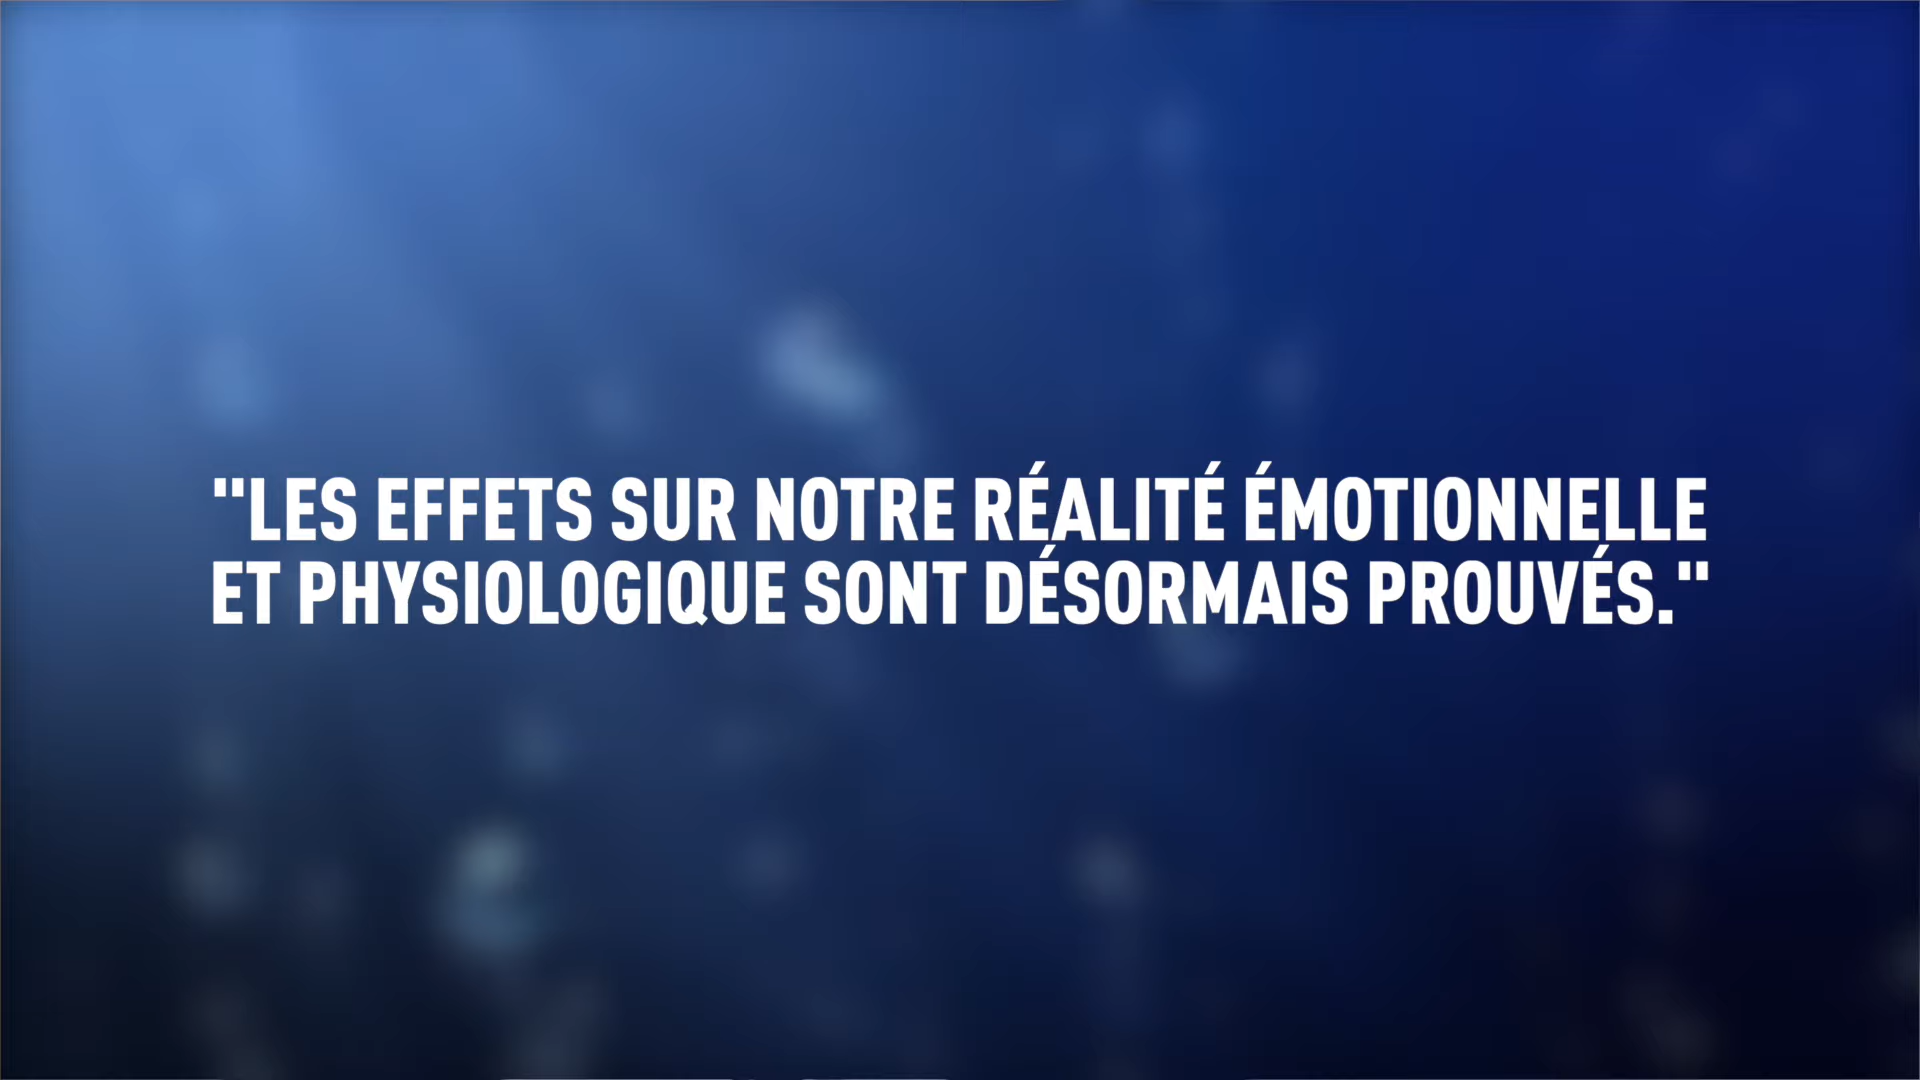 "LES EFFETS SUR NOTRE RÉALITÉ ÉMOTIONNELLE
ET PHYSIOLOGIQUE SONT DÉSORMAIS PROUVÉS."